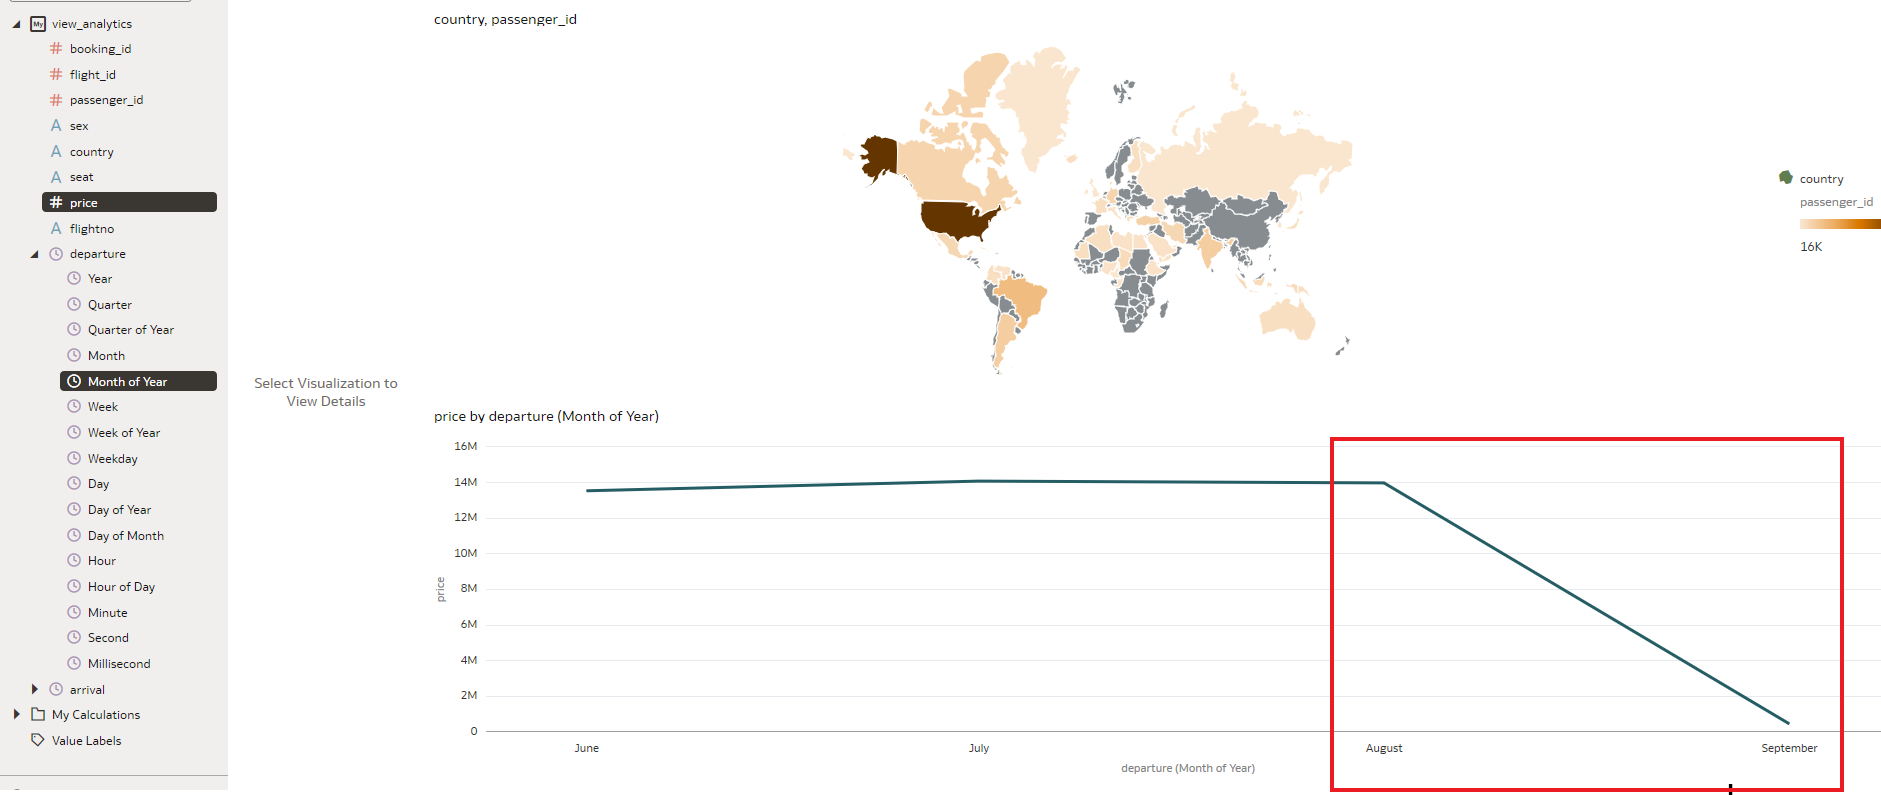 view_analytics
booking_id
flight_id
passenger_id
sex
country
seat
price
flightno
departure
Year
Quarter
Quarter of Year
Month
Month of Year
Week
Week of Year
Weekday
Day
Day of Year
Day of Month
Hour
Hour of Day
Minute
Second
Millisecond
arrival
My Calculations
Value Labels
Select Visualization to
View Details
country, passenger_id
country
passenger_id
16K
price by departure (Month of Year)
16M
14M
12M
10M
8M
6M
4M
2M
0
price
June July August September
departure (Month of Year)